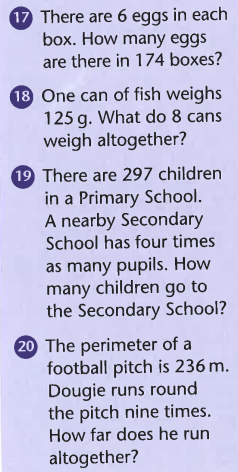 17 There are 6 eggs in each
box. How many eggs
are there in 174 boxes?
18 One can of fish weighs
125 g. What do 8 cans
weigh altogether?
19 There are 297 children
in a Primary School.
A nearby Secondary
School has four times
as many pupils. How
many children go to
the Secondary School?
20 The perimeter of a
football pitch is 236 m.
Dougie runs round
the pitch nine times.
How far does he run
altogether?